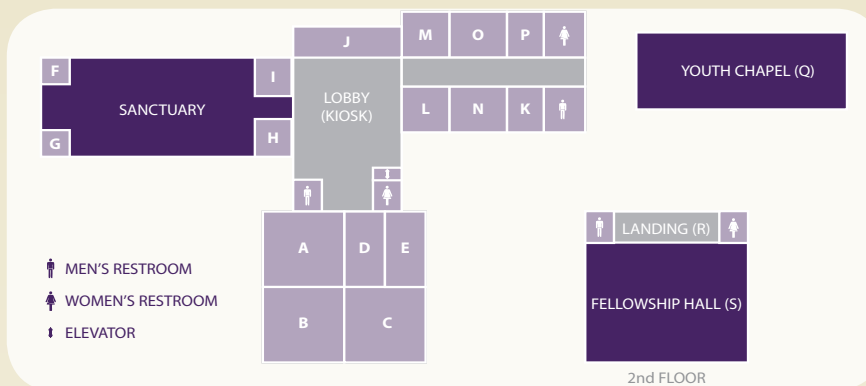 J
M
O
P
F
I
SANCTUARY
LOBBY
(KIOSK)
YOUTH CHAPEL (Q)
G
H
L
N
K
A
D
E
B
C
LANDING (R)
FELLOWSHIP HALL (S)
2nd FLOOR
MEN'S RESTROOM
WOMEN'S RESTROOM
ELEVATOR